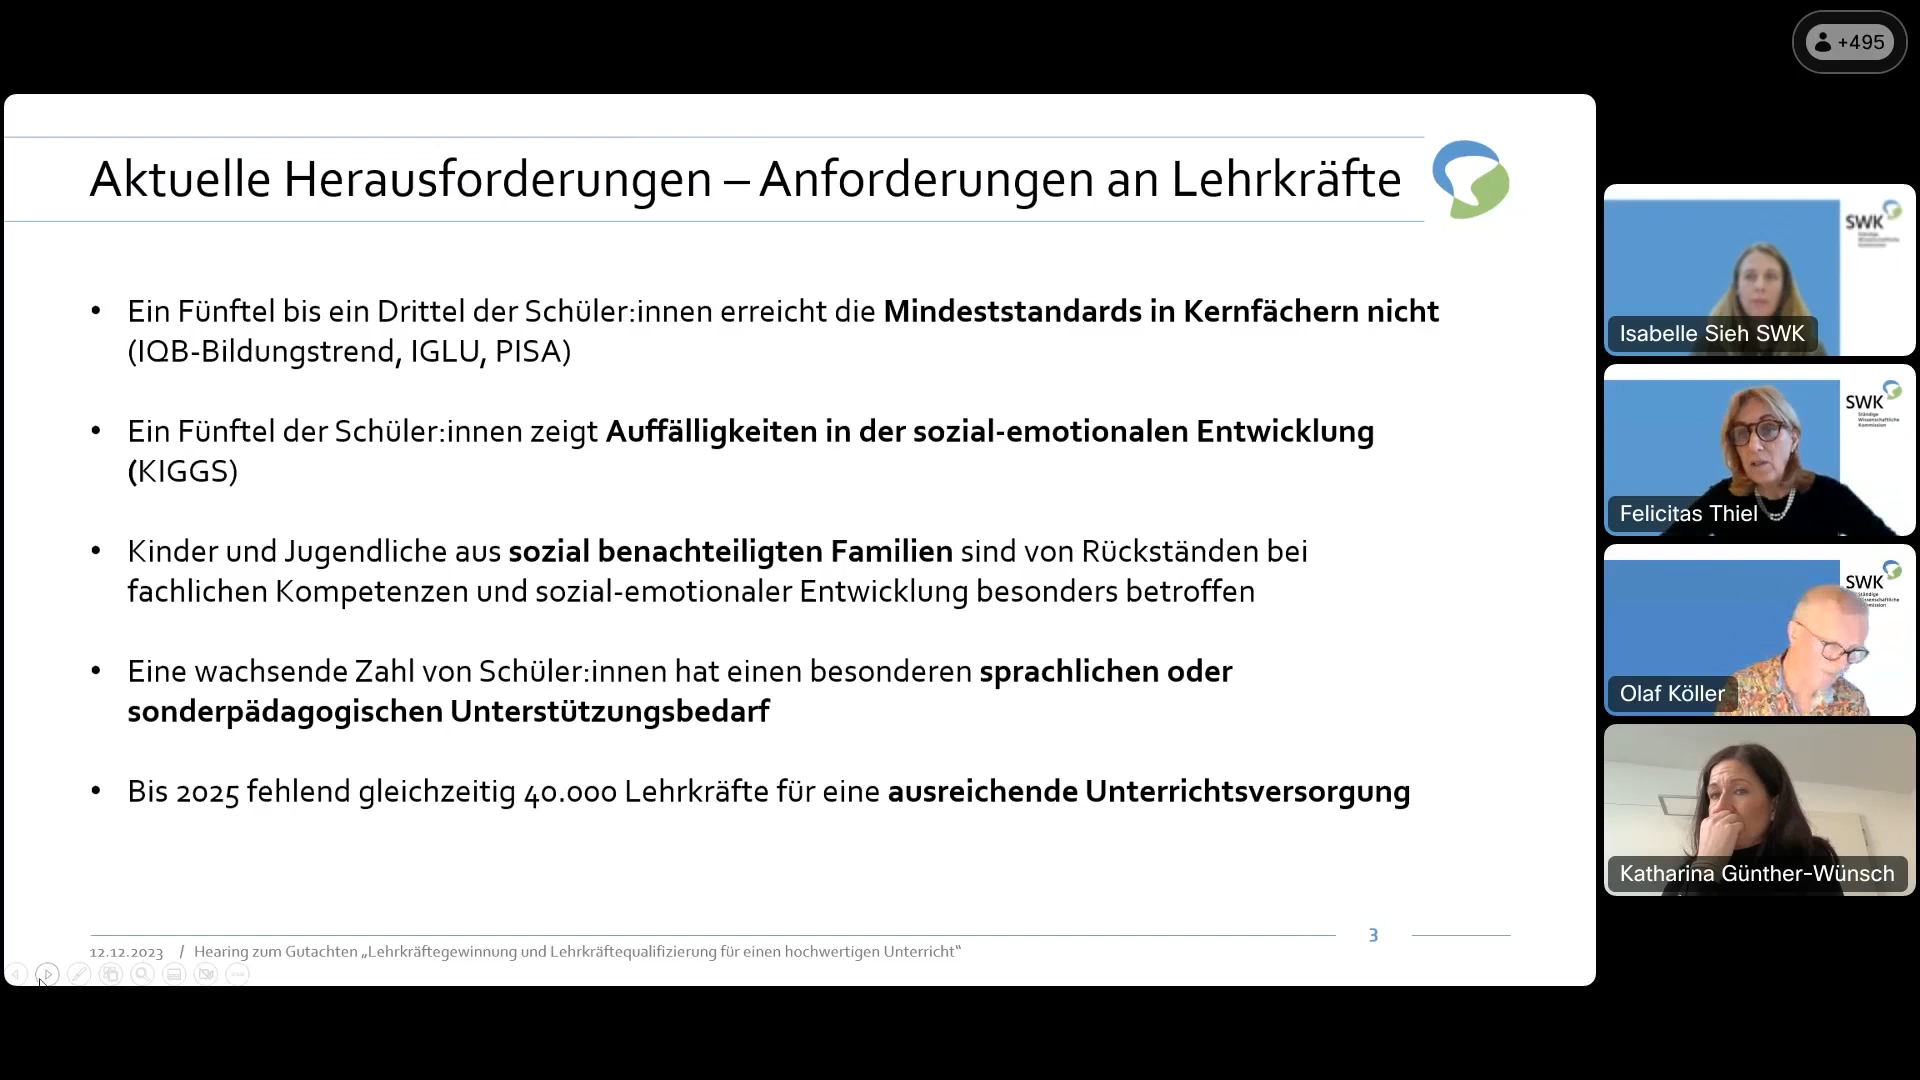 +495
Aktuelle Herausforderungen – Anforderungen an Lehrkräfte
• Ein Fünftel bis ein Drittel der Schüler:innen erreicht die Mindeststandards in Kernfächern nicht
(IQB-Bildungstrend, IGLU, PISA)
• Ein Fünftel der Schüler:innen zeigt Auffälligkeiten in der sozial-emotionalen Entwicklung
(KIGGS)
• Kinder und Jugendliche aus sozial benachteiligten Familien sind von Rückständen bei
fachlichen Kompetenzen und sozial-emotionaler Entwicklung besonders betroffen
• Eine wachsende Zahl von Schüler:innen hat einen besonderen sprachlichen oder
sonderpädagogischen Unterstützungsbedarf
• Bis 2025 fehlend gleichzeitig 40.000 Lehrkräfte für eine ausreichende Unterrichtsversorgung
12.12.2023 / Hearing zum Gutachten „Lehrkräftegewinnung und Lehrkräftequalifizierung für einen hochwertigen Unterricht“
3
SWK
Isabelle Sieh SWK
SWK
Ständige
Wissenschaftliche
Kommission
Felicitas Thiel
SWK
Olaf Köller
Katharina Günther-Wünsch